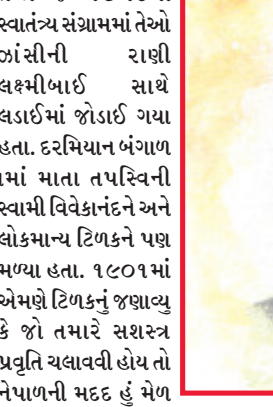 સ્વાતંત્ર્ય સંગ્રામમાં તેઓ
ઝાંસીની રાણી
લક્ષ્મીબાઈ સાથે
લડાઈમાં જોડાઈ ગયા
હતા. દરમિયાન બંગાળ
માં માતા તપસ્વિની
સ્વામી વિવેકાનંદને અને
લોકમાન્ય ટિળકને પણ
મળ્યા હતા. ૧૯૦૧માં
એમણે ટિળકનું જણાવ્યુ
કે જો તમારે સશસ્ત્ર
પ્રવૃતિ ચલાવવી હોય તો
નેપાળની મદદ હું મેળ